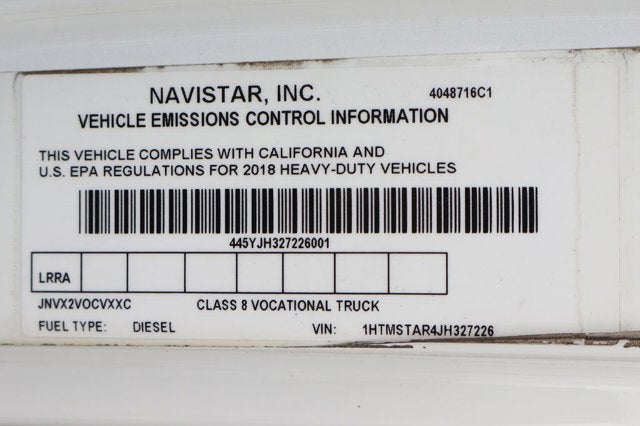 NAVISTAR, INC.
4048716C1
VEHICLE EMISSIONS CONTROL INFORMATION
THIS VEHICLE COMPLIES WITH CALIFORNIA AND
U.S. EPA REGULATIONS FOR 2018 HEAVY-DUTY VEHICLES
445YJH327226001
LRRA
JNVX2VOCVXXC CLASS 8 VOCATIONAL TRUCK
FUEL TYPE: DIESEL VIN: 1HTMSTAR4JH327226